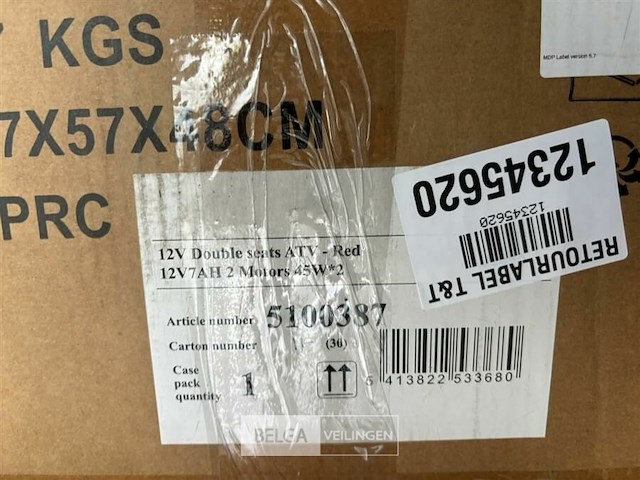 KGS
7X57X48CM
PRC
MDP Label version 5.7
12345620
12345620
RETOURLABEL T&T
12V Double seats ATV - Red
12V7AH 2 Motors 45W*2
Article number 5100387
Carton number (36)
Case pack quantity 1
5 413822 533680
BELGA VEILINGEN